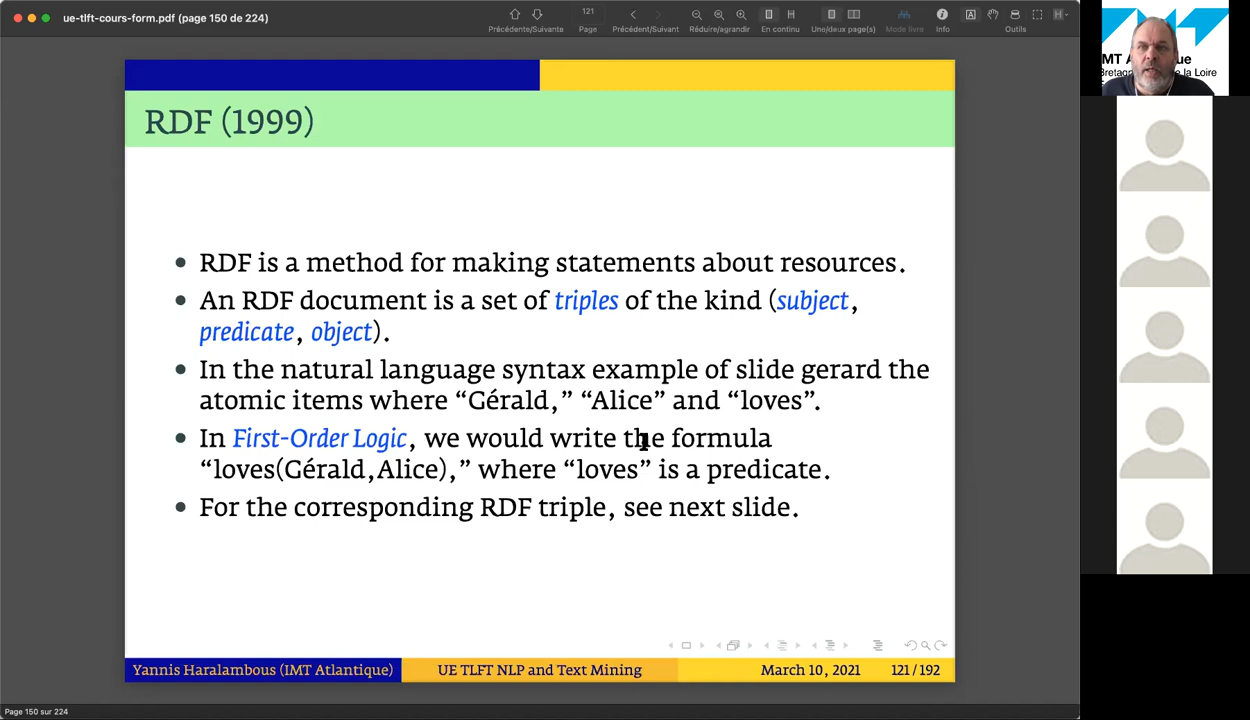 ue-tlft-cours-form.pdf (page 150 de 224)
121
Précédente/Suivante
Page
Précédent/Suivant
Réduire/agrandir
En continu
Une/deux page(s)
Mode livre
Info
Outils
RDF (1999)
• RDF is a method for making statements about resources.
• An RDF document is a set of triples of the kind (subject,
predicate, object).
• In the natural language syntax example of slide gerard the
atomic items where “Gérald,” “Alice” and “loves”.
• In First-Order Logic, we would write the formula
“loves(Gérald,Alice),” where “loves” is a predicate.
• For the corresponding RDF triple, see next slide.
Yannis Haralambous (IMT Atlantique)
UE TLFT NLP and Text Mining
March 10, 2021
121/192
Page 150 sur 224